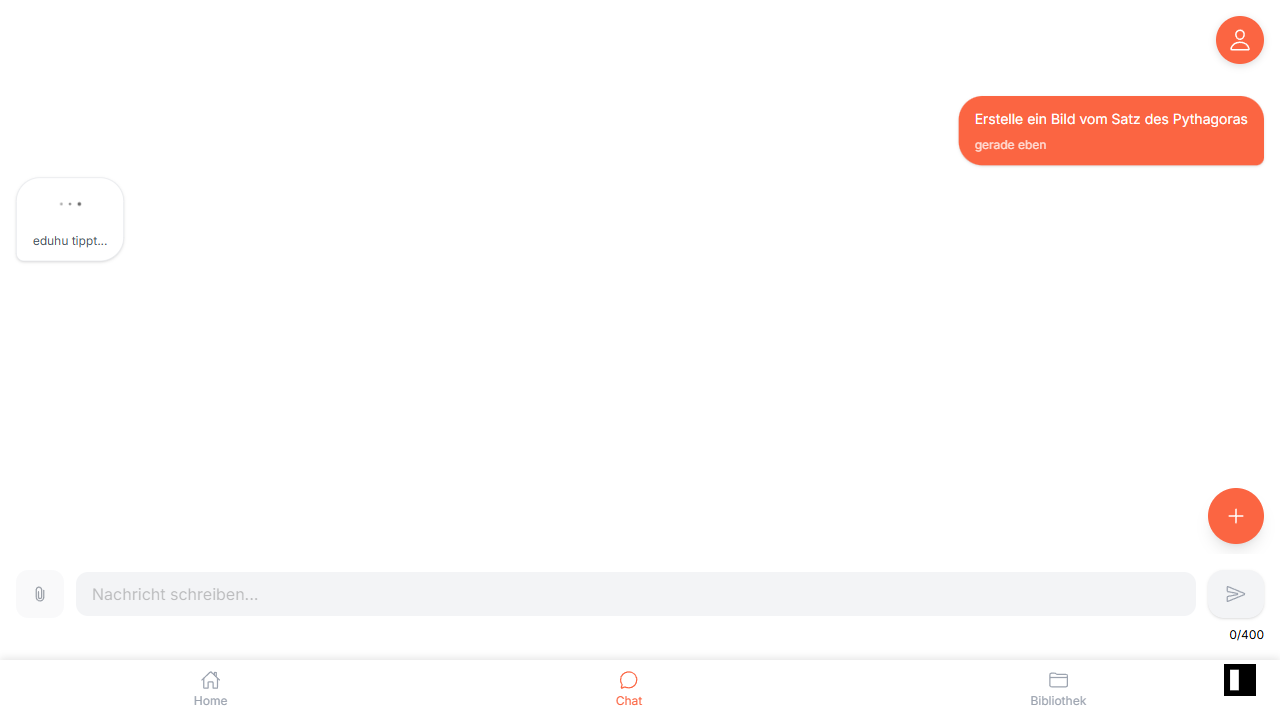 Erstelle ein Bild vom Satz des Pythagoras
gerade eben
eduhu tippt...
Nachricht schreiben...
0/400
Home
Chat
Bibliothek